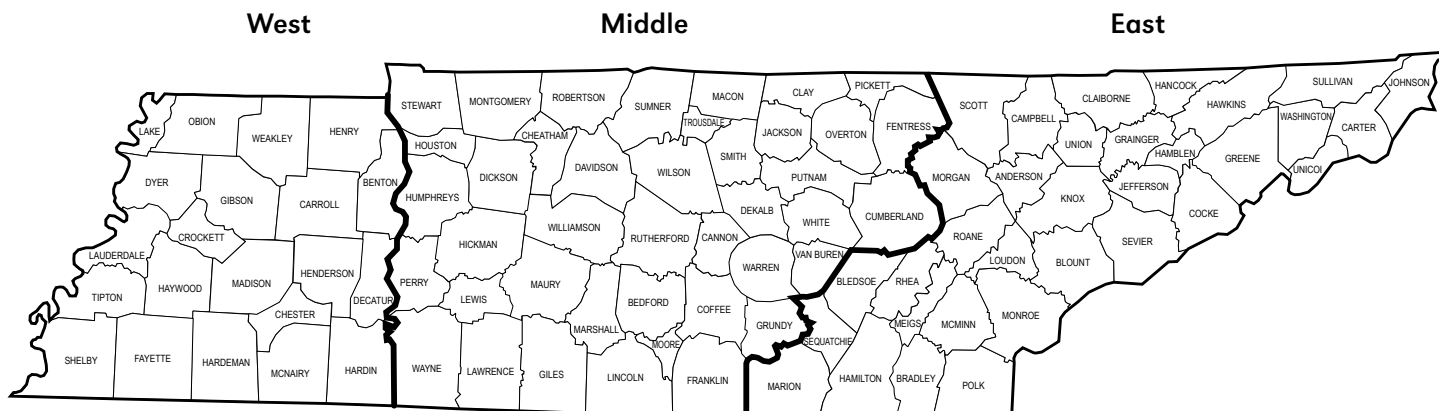 West Middle East
STEWART MONTGOMERY ROBERTSON SUMNER MACON CLAY PICKETT SCOTT CAMPBELL CLAIBORNE HANCOCK HAWKINS SULLIVAN JOHNSON
LAKE OBION WEAKLEY HENRY HOUSTON CHEATHAM TROUSDALE JACKSON OVERTON FENTRESS UNION GRAINGER HAMBLEN WASHINGTON CARTER
DYER GIBSON CARROLL BENTON HUMPHREYS DICKSON DAVIDSON WILSON SMITH PUTNAM MORGAN ANDERSON KNOX JEFFERSON GREENE UNICOI
CROCKETT HICKMAN WILLIAMSON RUTHERFORD CANNON DEKALB WHITE CUMBERLAND ROANE LOUDON BLOUNT SEVIER COCKE
LAUDERDALE TIPTON HAYWOOD MADISON HENDERSON DECATUR PERRY LEWIS MAURY BEDFORD COFFEE WARREN VAN BUREN BLEDSOE RHEA
CHESTER MARSHALL MOORE GRUNDY SEQUATCHIE MEIGS MCMINN MONROE
SHELBY FAYETTE HARDEMAN MCNAIRY HARDIN WAYNE LAWRENCE GILES LINCOLN FRANKLIN MARION HAMILTON BRADLEY POLK